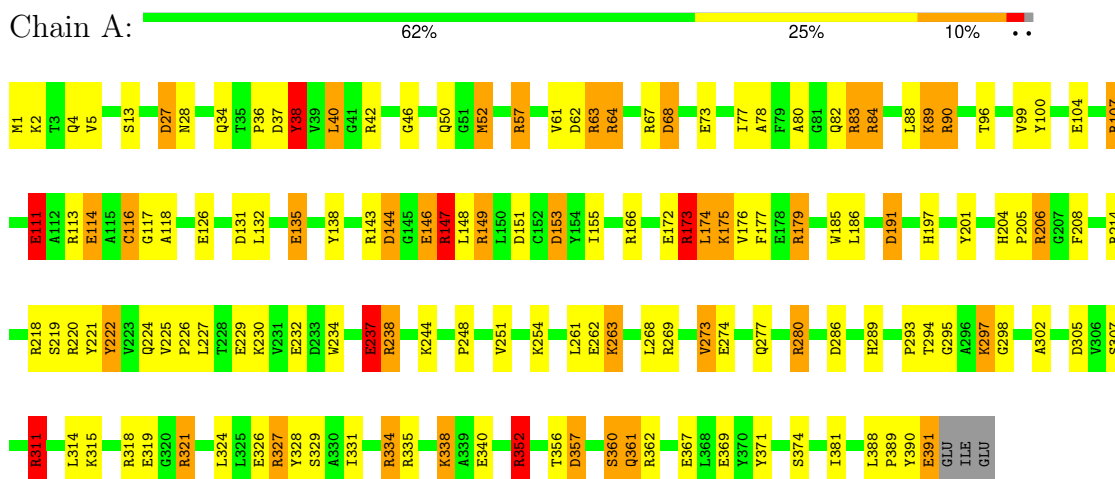 Chain A:
62% 25% 10% • •
M1 K2 T3 Q4 V5 S13 D27 N28 Q34 T35 P36 D37 Y38 V39 L40 G41 R42 G46 Q50 G51 M52 R57 V61 D62 R63 R64 R67 D68 E73 I77 A78 F79 A80 G81 Q82 R83 R84 L88 K89 R90 T96 V99 Y100 E104
E111 A112 R113 E114 A115 C116 G117 A118 E126 D131 L132 E135 Y138 R143 D144 G145 E146 R147 L148 R149 L150 D151 C152 D153 Y154 I155 R166 E172 R173 L174 K175 V176 F177 E178 R179 W185 L186 D191 H197 Y201 H204 P205 R206 G207 F208
R218 S219 R220 Y221 Y222 V223 Q224 V225 P226 L227 T228 E229 K230 V231 E232 D233 W234 E237 R238 K244 P248 V251 K254 L261 E262 K263 L268 R269 V273 E274 Q277 R280 D286 H289 P293 T294 G295 A296 K297 G298 A302 D305 V306 S307
R311 L314 K315 R318 E319 G320 R321 L324 L325 E326 R327 Y328 S329 A330 I331 R334 R335 K338 A339 E340 R352 T356 D357 S360 Q361 R362 E367 L368 E369 Y370 Y371 S374 I381 L388 P389 Y390 E391 GLU ILE GLU